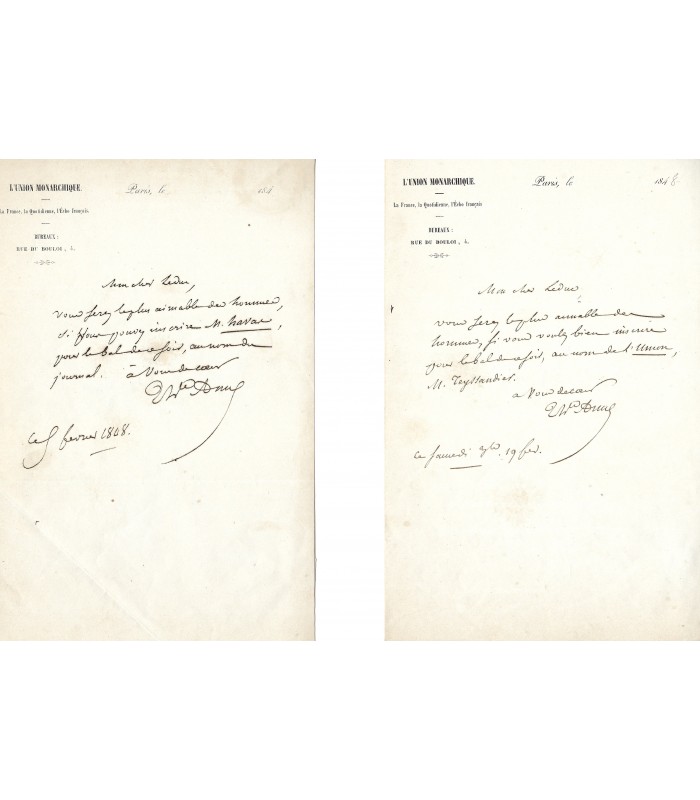 L'UNION MONARCHIQUE.
La France, la Quotidienne, l'Écho français.
BUREAUX :
RUE DU BOULOI, 4.
Paris, le 184
Mon cher Leduc,
vous serez le plus aimable des hommes,
si vous pouvez inscrire M. havas,
pour le bal de ce soir, au nom du
journal. à vous de cœur
ce 5 février 1848.
L'UNION MONARCHIQUE.
La France, la Quotidienne, l'Écho français.
BUREAUX :
RUE DU BOULOI, 4.
Paris, le 1848
Mon cher Leduc
vous serez le plus aimable des
hommes, si vous voulez bien inscrire
pour le bal de ce soir, au nom de l'Union,
M. Teyssandier.
à vous de cœur
ce samedi 19 fev.